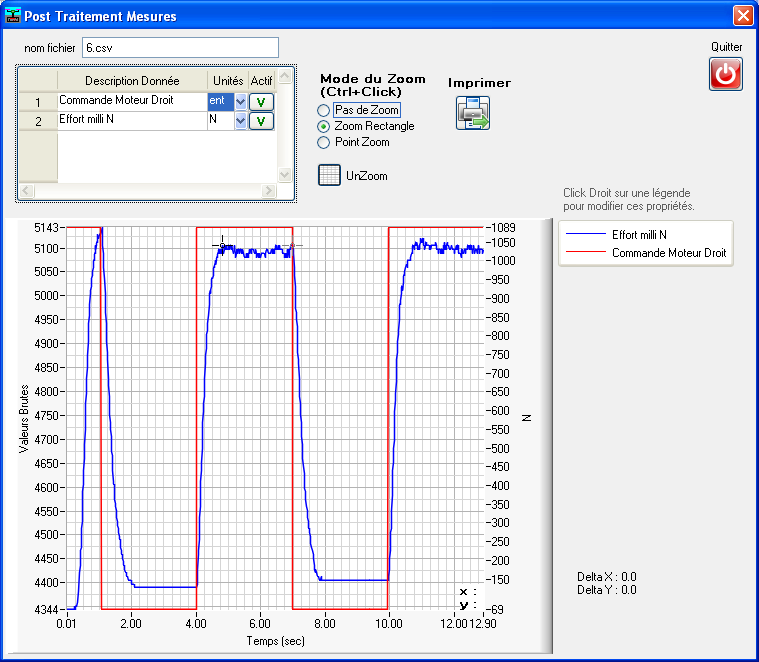 Post Traitement Mesures
nom fichier 6.csv
Quitter
Description Donnée Unités Actif
1 Commande Moteur Droit ent V
2 Effort milli N N V
Mode du Zoom
(Ctrl+Click)
Pas de Zoom
Zoom Rectangle
Point Zoom
UnZoom
Imprimer
Click Droit sur une légende
pour modifier ces propriétés.
Effort milli N
Commande Moteur Droit
Valeurs Brutes
5143
5100
5050
5000
4950
4900
4850
4800
4750
4700
4650
4600
4550
4500
4450
4400
4344
1089
1050
1000
950
900
850
800
750
700
650
600
550
500
450
400
350
300
250
200
150
69
N
x :
y :
0.01 2.00 4.00 6.00 8.00 10.00 12.00 12.90
Temps (sec)
Delta X : 0.0
Delta Y : 0.0